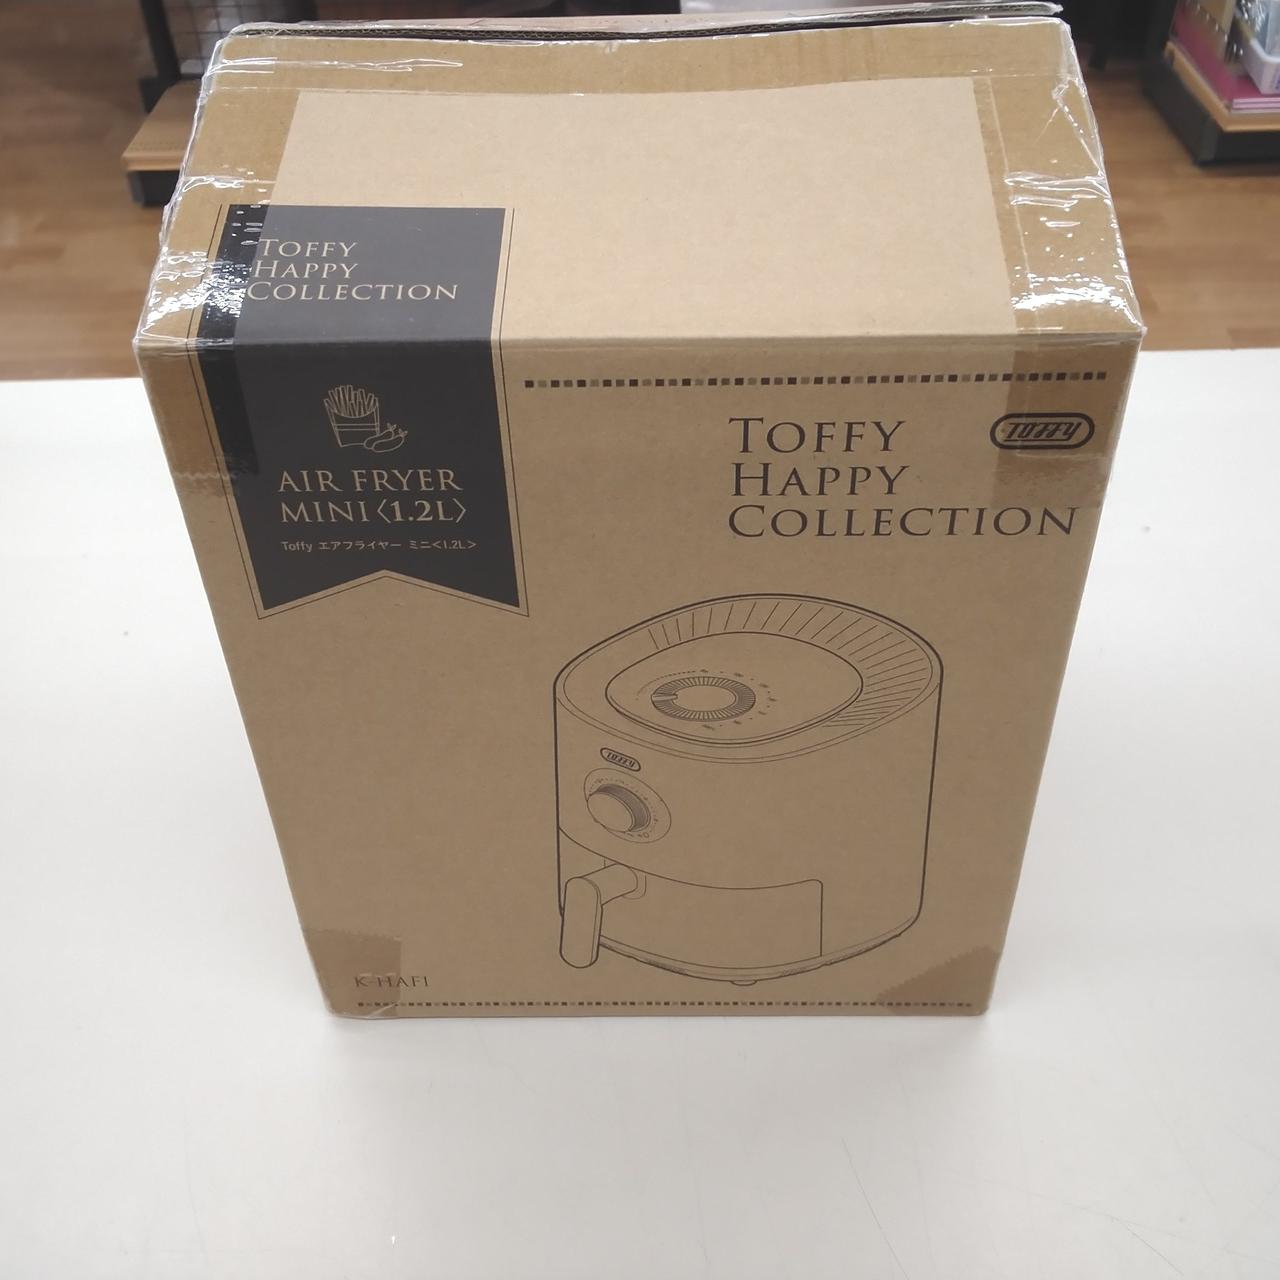 TOFFY
HAPPY
COLLECTION
AIR FRYER
MINI〈1.2L〉
Toffy エアフライヤー ミニ<1.2L>
TOFFY
HAPPY
COLLECTION
TOFFY
TOFFY
K-HAF1